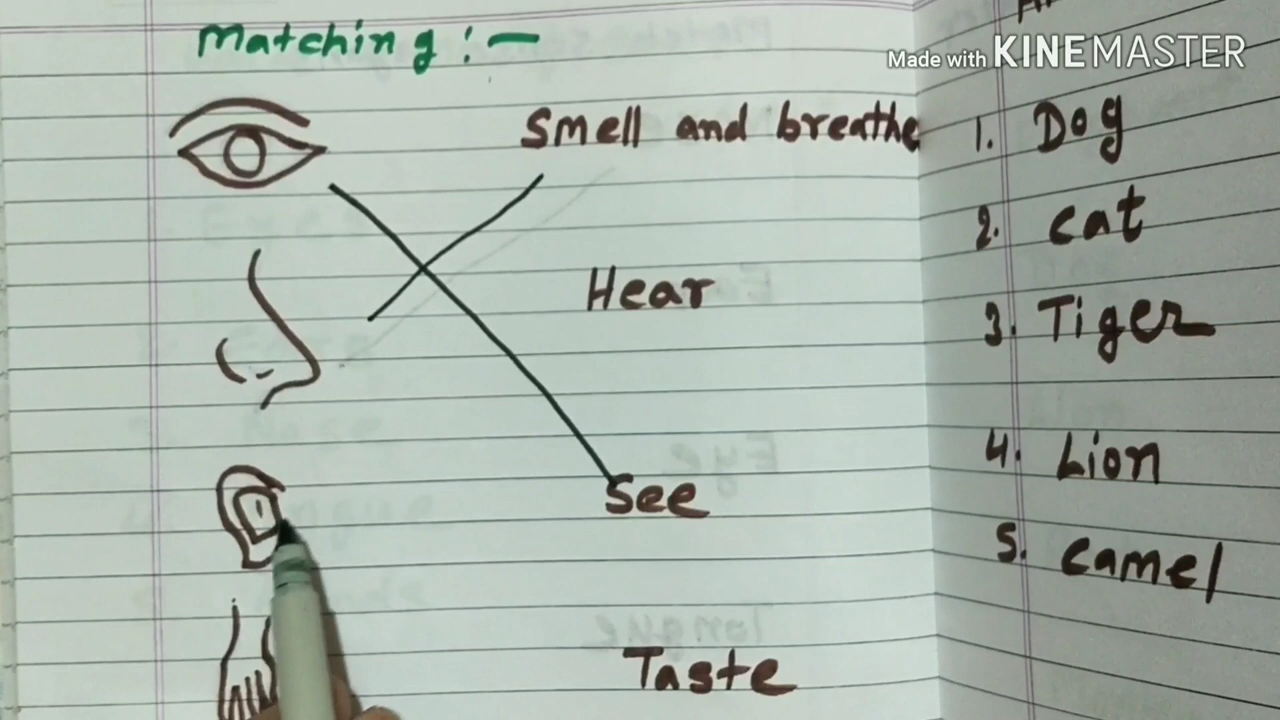 Matching : —
Made with KINEMASTER
Smell and breathe
Hear
See
Taste
1. Dog
2. cat
3. Tiger
4. Lion
5. camel